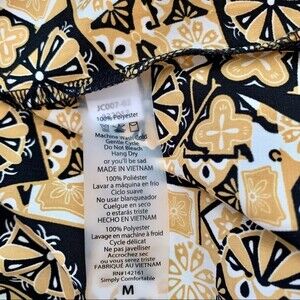 JC007-
100% Polyester
Machine Wash Cold
Gentle Cycle
Do Not Bleach
Hang Dry
or you'll be sad
MADE IN VIETNAM
100% Poliéster
Lavar a máquina en frío
Ciclo suave
No usar blanqueador
Cuelgue en seco
o estarás triste
HECHO EN VIETNAM
100% Polyester
Lavage en machine à froid
Cycle délicat
Ne pas javelliser
Accrochez sec
ou vous serez triste
FABRIQUÉ AU VIETNAM
RN#142161
Simply Comfortable
M